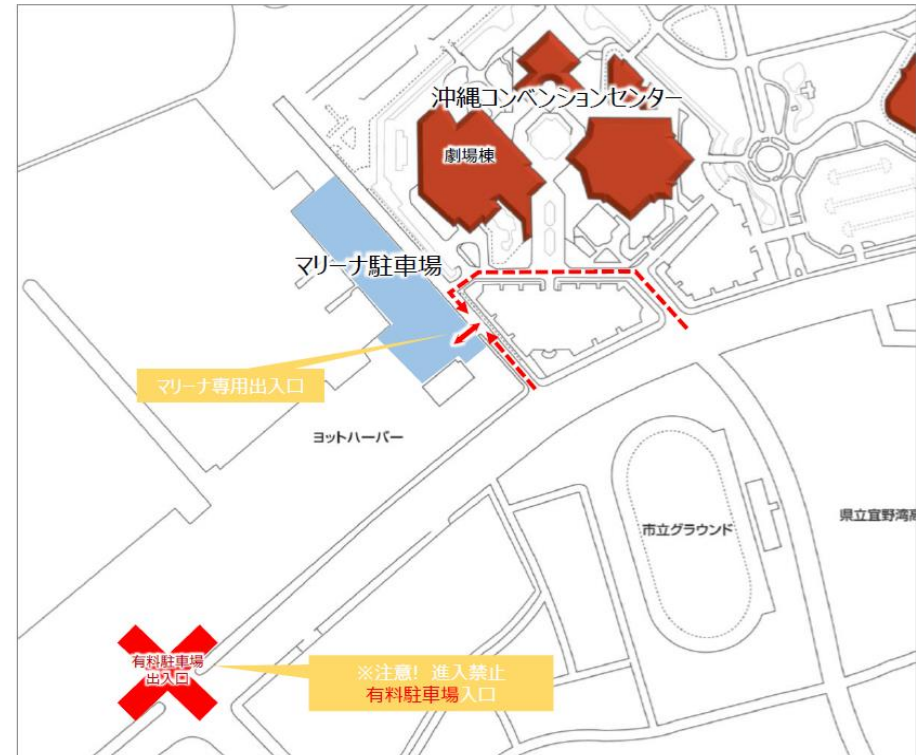 沖縄コンベンションセンター
劇場棟
マリーナ駐車場
マリーナ専用出入口
ヨットハーバー
市立グラウンド
県立宜野湾高
有料駐車場
出入口
※注意！進入禁止
有料駐車場入口